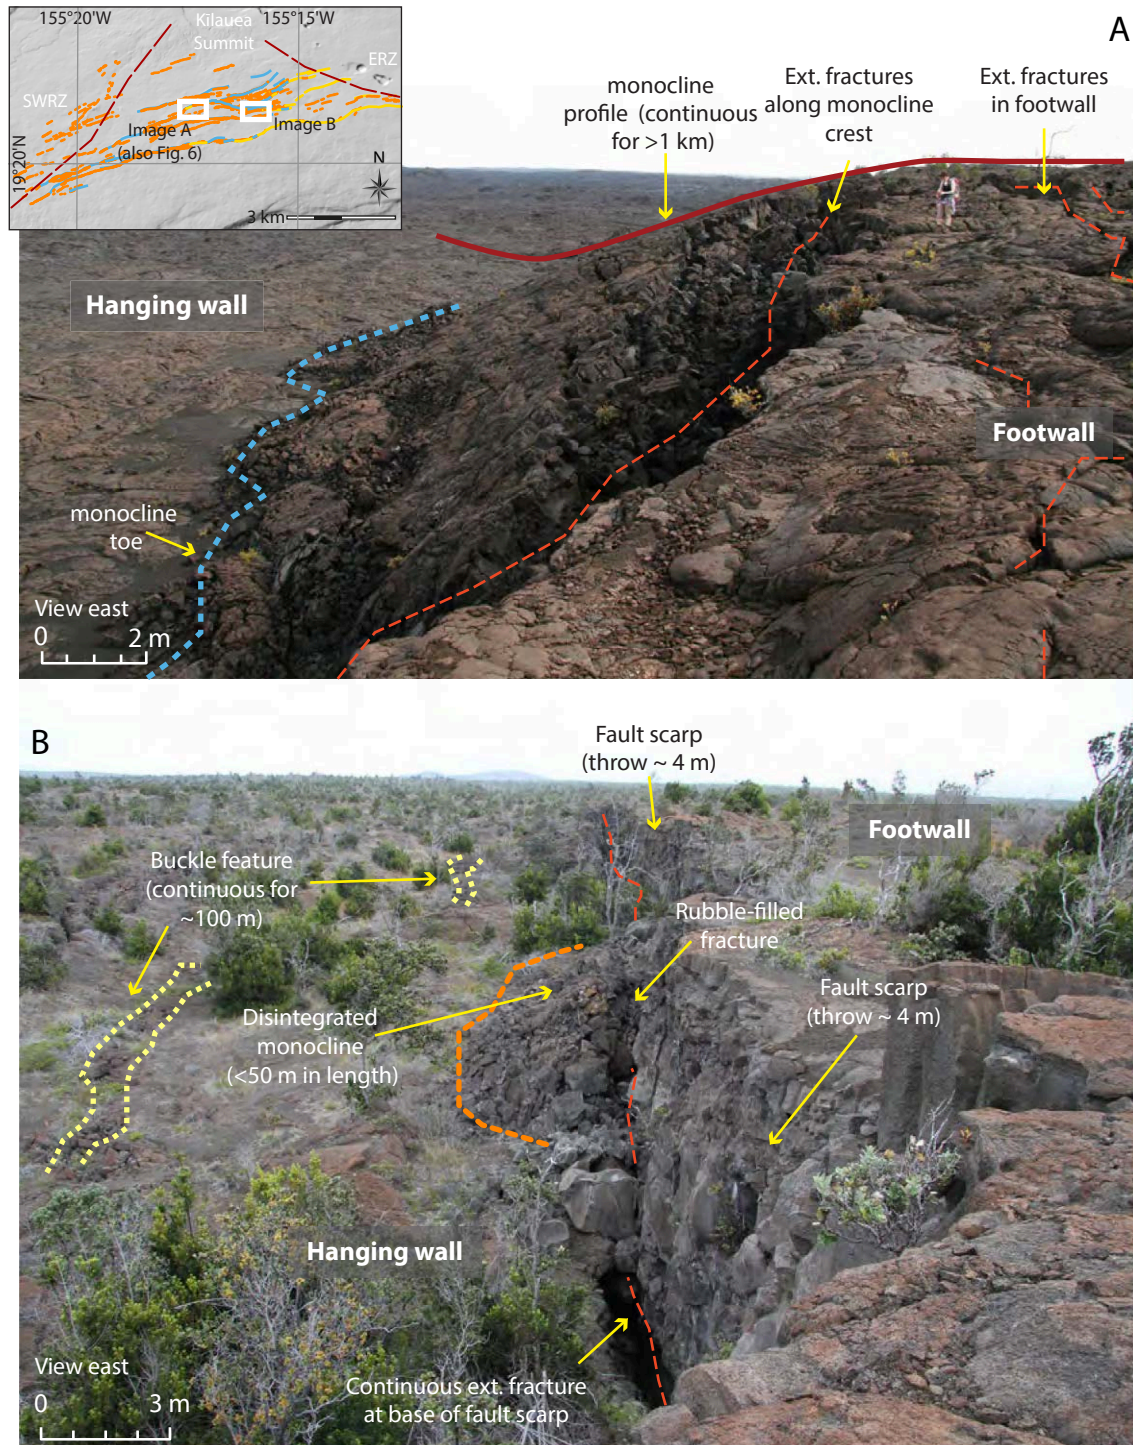 155°20'W
155°15'W
Kīlauea
Summit
ERZ
SWRZ
Image A
(also Fig. 6)
Image B
19°20'N
N
3 km
A
monocline
profile (continuous
for >1 km)
Ext. fractures
along monocline
crest
Ext. fractures
in footwall
Hanging wall
Footwall
monocline
toe
View east
0 2 m
B
Fault scarp
(throw ~ 4 m)
Footwall
Buckle feature
(continuous for
~100 m)
Rubble-filled
fracture
Disintegrated
monocline
(<50 m in length)
Fault scarp
(throw ~ 4 m)
Hanging wall
View east
0 3 m
Continuous ext. fracture
at base of fault scarp